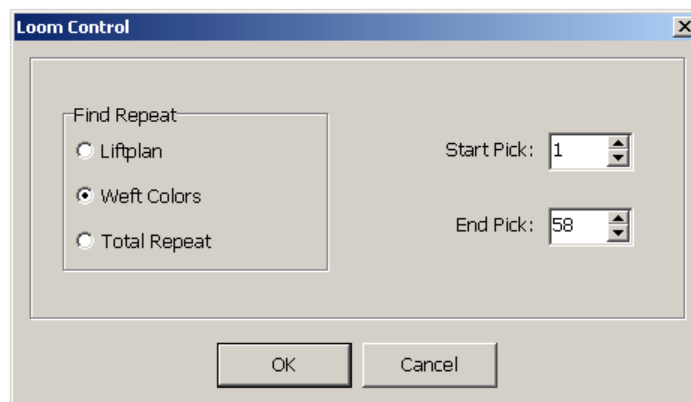 Loom Control
Find Repeat
Liftplan
Weft Colors
Total Repeat
Start Pick: 1
End Pick: 58
OK
Cancel